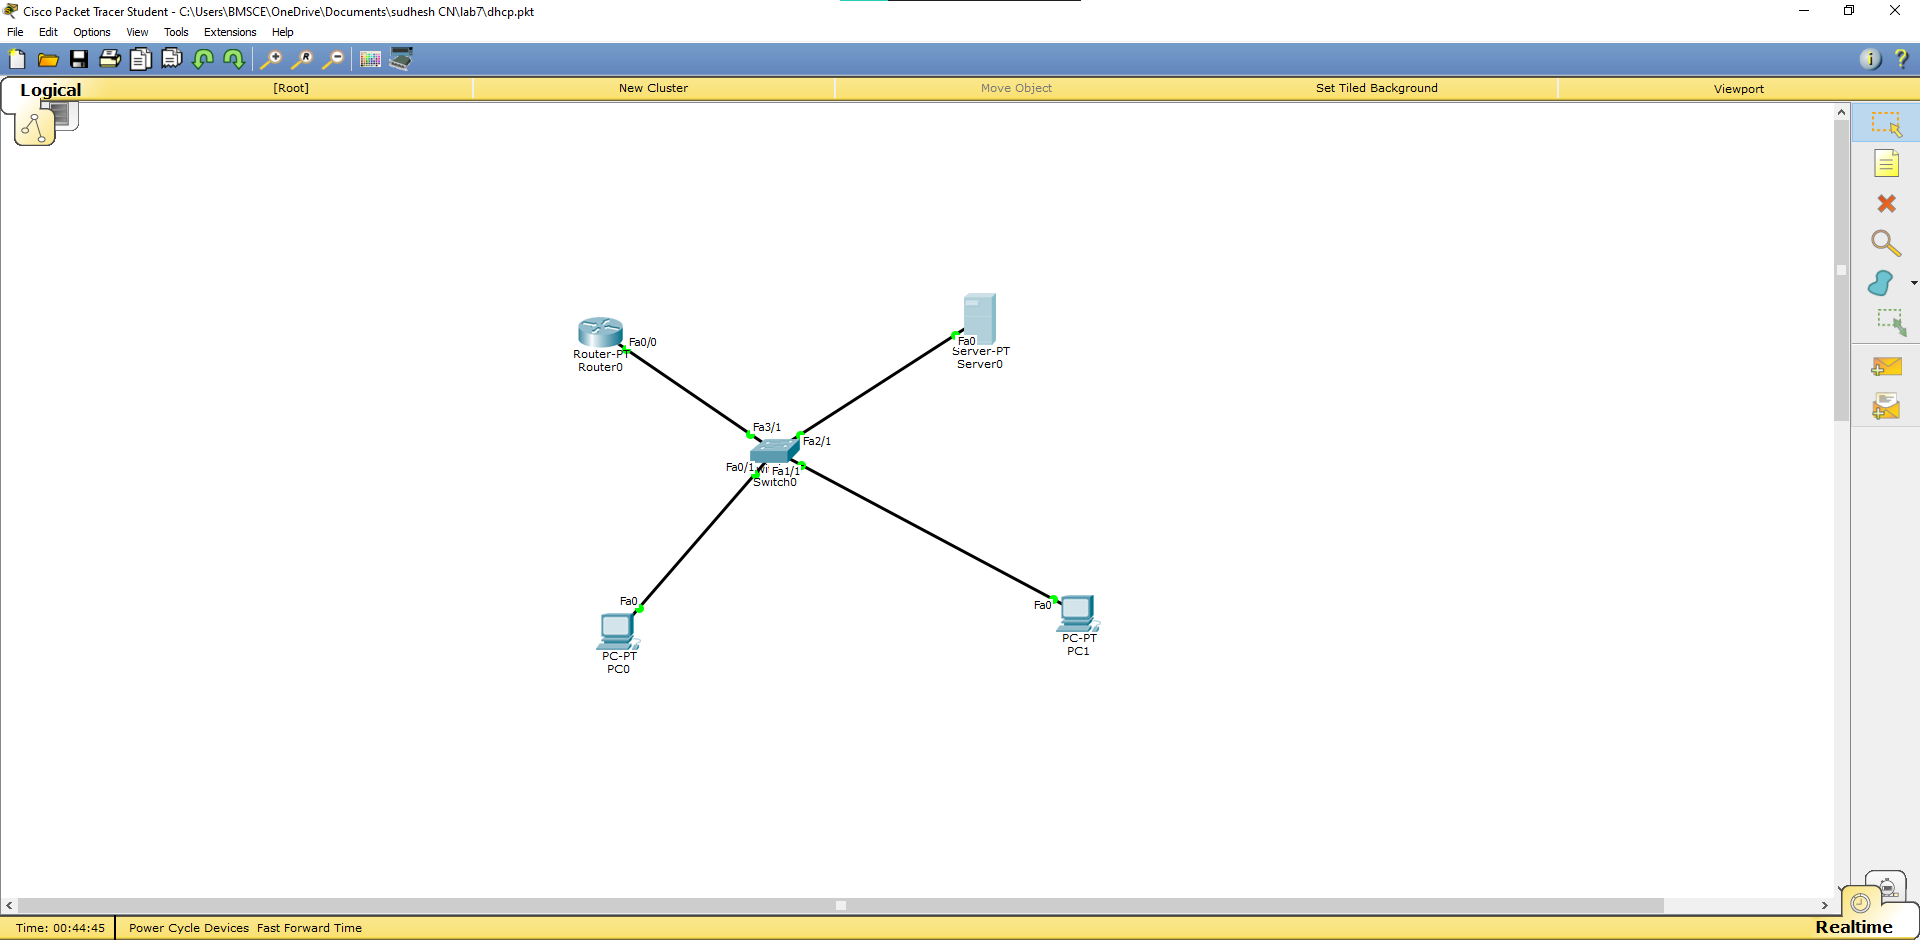 Cisco Packet Tracer Student - C:\Users\BMSCE\OneDrive\Documents\sudhesh CN\lab7\dhcp.pkt
File Edit Options View Tools Extensions Help
Logical [Root] New Cluster Move Object Set Tiled Background Viewport
Fa0/0
Router-PT
Router0
Fa0
Server-PT
Server0
Fa3/1
Fa2/1
Fa0/1 Fa1/1
Switch0
Fa0
PC-PT
PC0
Fa0
PC-PT
PC1
Time: 00:44:45 Power Cycle Devices Fast Forward Time Realtime